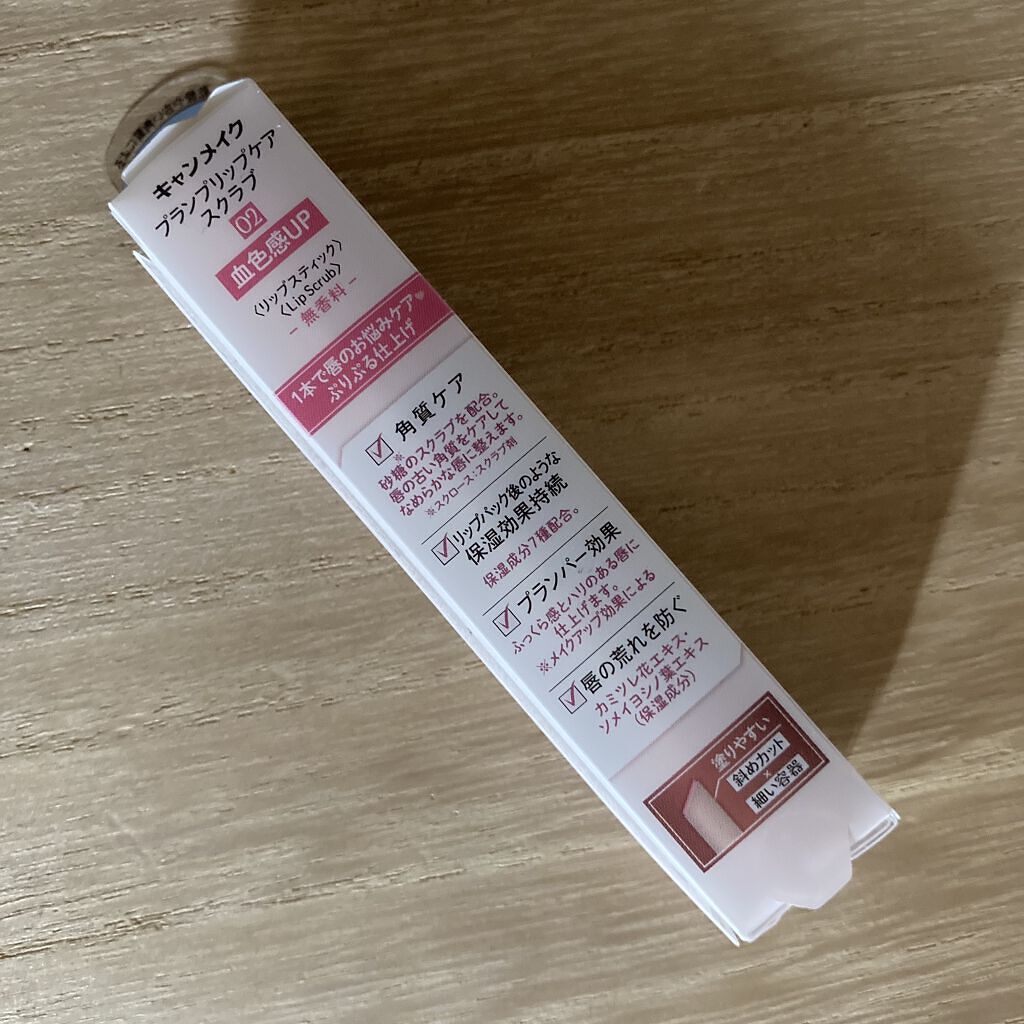 キャンメイク
プランプリップケア
スクラブ
02
血色感UP
〈リップスティック〉
〈Lip Scrub〉
- 無香料 -
1本で唇のお悩みケア♥
ぷりぷる仕上げ
角質ケア
砂糖※のスクラブを配合。
唇の古い角質をケアして
なめらかな唇に整えます。
※スクロース:スクラブ剤
リップパック後のような
保湿効果持続
保湿成分7種配合。
プランパー効果
ふっくら感とハリのある唇に
仕上げます。
※メイクアップ効果による
唇の荒れを防ぐ
カミツレ花エキス・
ソメイヨシノ葉エキス
(保湿成分)
塗りやすい
斜めカット
×
細い容器